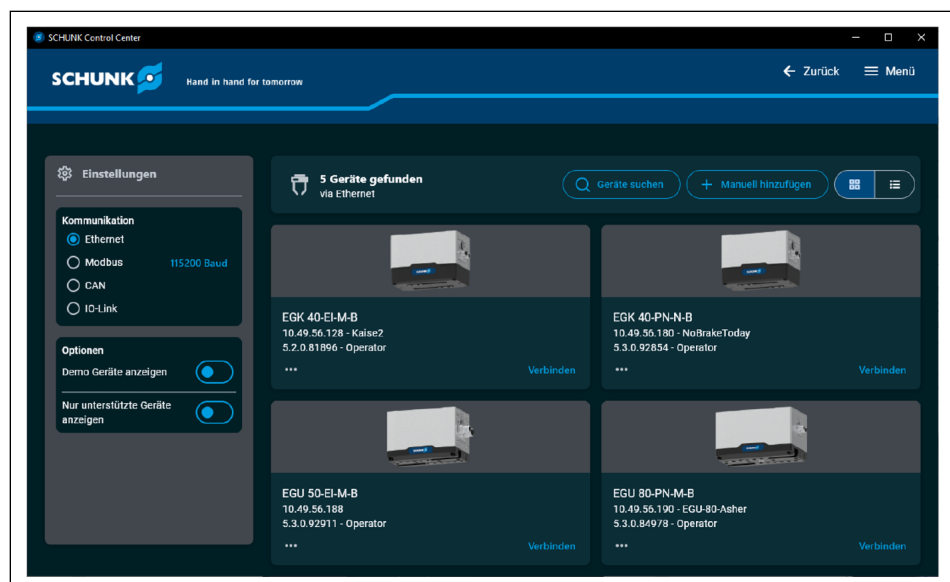 SCHUNK Control Center
SCHUNK
Hand in hand for tomorrow
Zurück
Menü
Einstellungen
Kommunikation
Ethernet
Modbus 115200 Baud
CAN
IO-Link
Optionen
Demo Geräte anzeigen
Nur unterstützte Geräte
anzeigen
5 Geräte gefunden
via Ethernet
Geräte suchen
Manuell hinzufügen
EGK 40-EI-M-B
10.49.56.128 - Kaise2
5.2.0.81896 - Operator
Verbinden
EGK 40-PN-N-B
10.49.56.180 - NoBrakeToday
5.3.0.92854 - Operator
Verbinden
EGU 50-EI-M-B
10.49.56.188
5.3.0.92911 - Operator
Verbinden
EGU 80-PN-M-B
10.49.56.190 - EGU-80-Asher
5.3.0.84978 - Operator
Verbinden